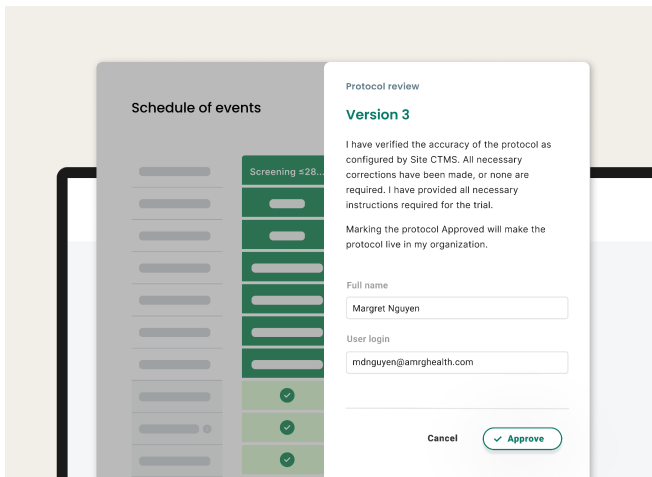 Schedule of events
Screening ≤28...
Protocol review
Version 3
I have verified the accuracy of the protocol as
configured by Site CTMS. All necessary
corrections have been made, or none are
required. I have provided all necessary
instructions required for the trial.
Marking the protocol Approved will make the
protocol live in my organization.
Full name
Margret Nguyen
User login
mdnguyen@amrghealth.com
Cancel
Approve